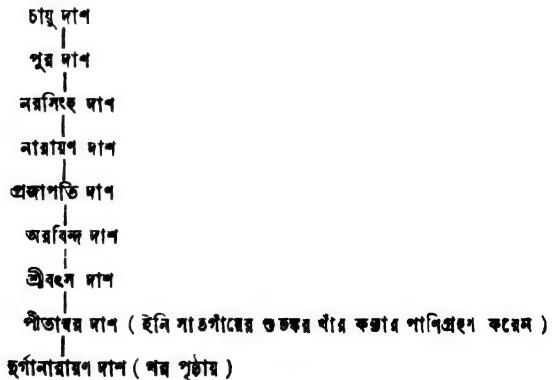 চায়ু দাশ
পুর দাশ
নরসিংহ দাশ
নারায়ণ দাশ
প্রজাপতি দাশ
অরবিন্দ দাশ
শ্রীবৎস দাশ
পীতাম্বর দাশ ( ইনি সাতগাঁয়ের শুভঙ্কর খাঁর কন্যার পাণিগ্রহণ করেন )
দুর্গানারায়ণ দাশ ( পর পৃষ্ঠায় )